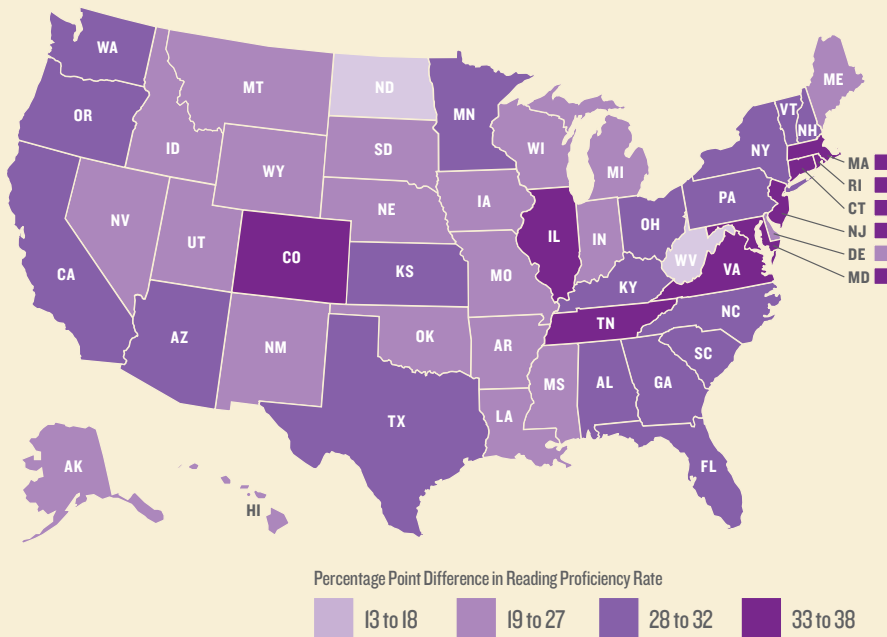 WA
MT
ND
MN
ME
VT
NH
OR
ID
SD
WI
MI
NY
MA
WY
RI
PA
CT
NV
NE
IA
OH
NJ
UT
CO
IL
IN
DE
WV
CA
KS
MO
VA
MD
KY
NC
TN
AZ
NM
OK
AR
SC
MS
AL
GA
TX
LA
AK
FL
HI
Percentage Point Difference in Reading Proficiency Rate
13 to 18
19 to 27
28 to 32
33 to 38